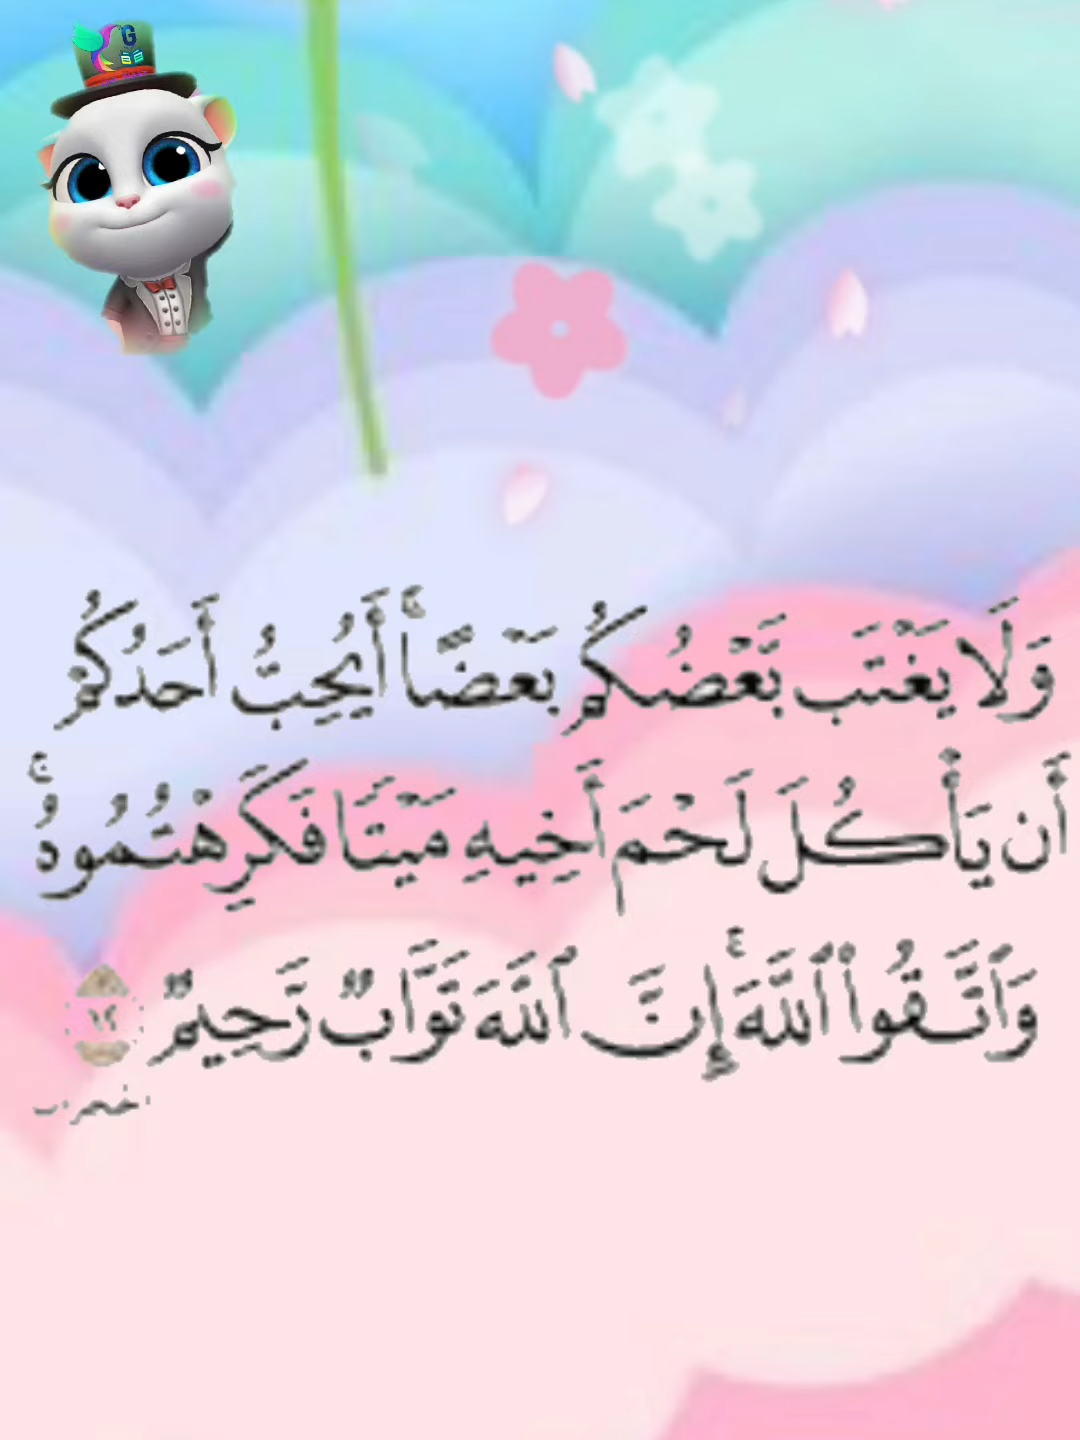 G
وَلَا يَغْتَب بَّعْضُكُم بَعْضًا ۚ أَيُحِبُّ أَحَدُكُمْ
أَن يَأْكُلَ لَحْمَ أَخِيهِ مَيْتًا فَكَرِهْتُمُوهُ ۚ
وَٱتَّقُوا۟ ٱللَّهَ ۚ إِنَّ ٱللَّهَ تَوَّابٌ رَّحِيمٌ ١٢